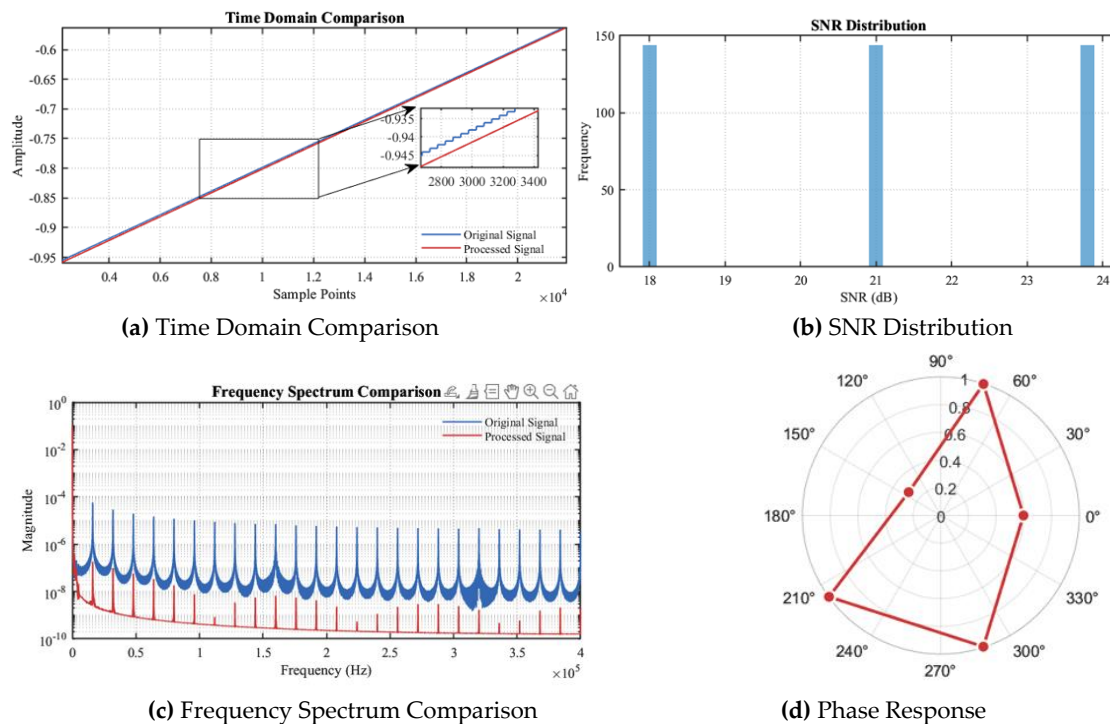 Time Domain Comparison
Amplitude
-0.6
-0.65
-0.7
-0.75
-0.8
-0.85
-0.9
-0.95
-0.935
-0.94
-0.945
2800 3000 3200 3400
Original Signal
Processed Signal
0.4 0.6 0.8 1 1.2 1.4 1.6 1.8 2
Sample Points
×10⁴
(a) Time Domain Comparison
SNR Distribution
Frequency
150
100
50
0
18 19 20 21 22 23 24
SNR (dB)
(b) SNR Distribution
Frequency Spectrum Comparison
Magnitude
10⁰
10⁻²
10⁻⁴
10⁻⁶
10⁻⁸
10⁻¹⁰
Original Signal
Processed Signal
0 0.5 1 1.5 2 2.5 3 3.5 4
Frequency (Hz)
×10⁵
(c) Frequency Spectrum Comparison
90°
120° 60°
150° 30°
180° 0°
210° 330°
240° 300°
270°
1
0.8
0.6
0.4
0.2
0
(d) Phase Response